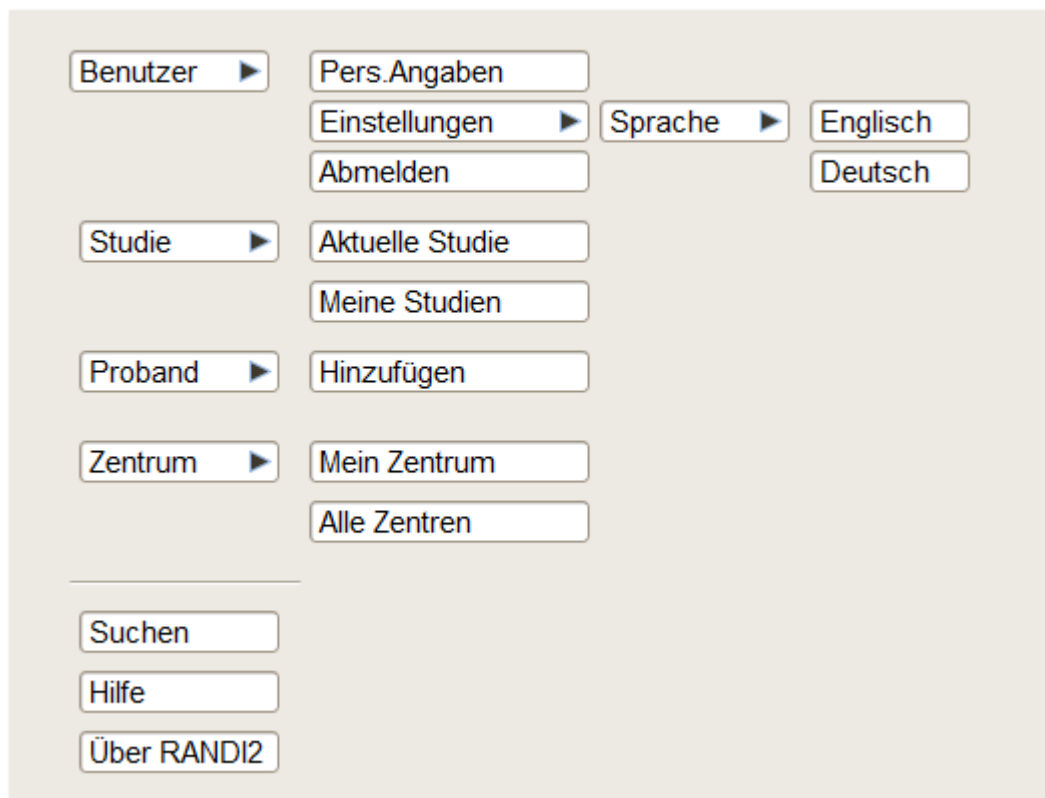 Benutzer Pers.Angaben
Einstellungen Sprache Englisch
Abmelden Deutsch
Studie Aktuelle Studie
Meine Studien
Proband Hinzufügen
Zentrum Mein Zentrum
Alle Zentren
Suchen
Hilfe
Über RANDI2